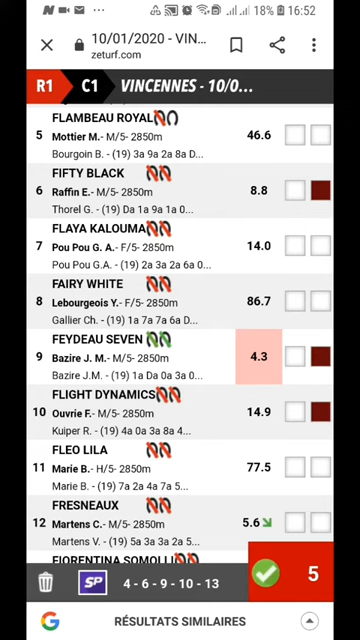 18% 16:52
10/01/2020 - VIN...
zeturf.com
R1 C1 VINCENNES - 10/0...
FLAMBEAU ROYAL
5 Mottier M.- M/5- 2850m 46.6
Bourgoin B. - (19) 3a 9a 2a 8a D...
FIFTY BLACK
6 Raffin E.- M/5- 2850m 8.8
Thorel G. - (19) Da 1a 9a 1a 0...
FLAYA KALOUMA
7 Pou Pou G. A.- F/5- 2850m 14.0
Pou Pou G.A. - (19) 2a 3a 2a 6a 0...
FAIRY WHITE
8 Lebourgeois Y.- F/5- 2850m 86.7
Gallier Ch. - (19) 1a 7a 7a 6a D...
FEYDEAU SEVEN
9 Bazire J. M.- M/5- 2850m 4.3
Bazire J.M. - (19) 1a Da 0a 3a 0...
FLIGHT DYNAMICS
10 Ouvrie F.- M/5- 2850m 14.9
Kuiper R. - (19) 4a 0a 3a 8a 4...
FLEO LILA
11 Marie B.- H/5- 2850m 77.5
Marie B. - (19) 7a 2a 4a 7a 5...
FRESNEAUX
12 Martens C.- M/5- 2850m 5.6
Martens V. - (19) 5a 3a 3a 2a 5...
FIORENTINA SOMOLLI
SP 4 - 6 - 9 - 10 - 13 5
G RÉSULTATS SIMILAIRES